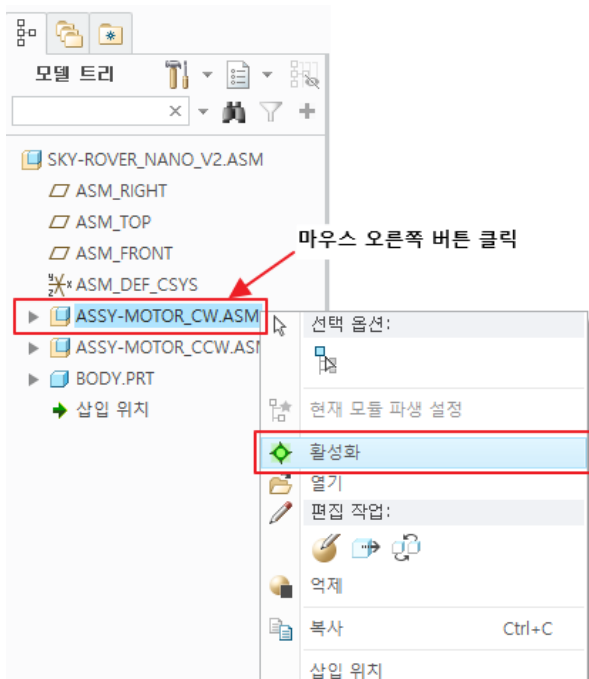 모델 트리
SKY-ROVER_NANO_V2.ASM
ASM_RIGHT
ASM_TOP
ASM_FRONT
마우스 오른쪽 버튼 클릭
ASM_DEF_CSYS
ASSY-MOTOR_CW.ASM
선택 옵션:
ASSY-MOTOR_CCW.ASM
BODY.PRT
삽입 위치
현재 모듈 파생 설정
활성화
열기
편집 작업:
억제
복사 Ctrl+C
삽입 위치